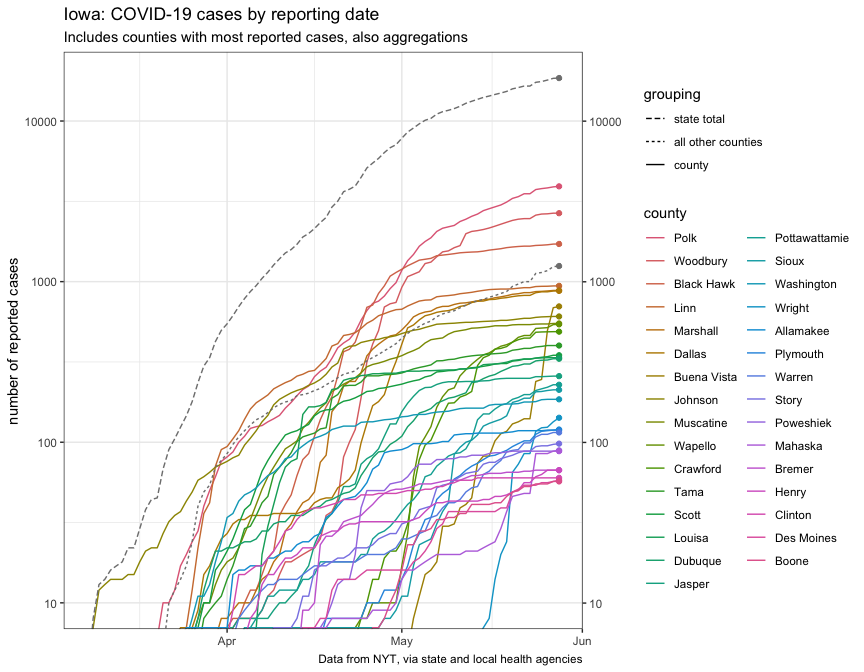 Iowa: COVID-19 cases by reporting date
Includes counties with most reported cases, also aggregations
number of reported cases
10000
1000
100
10
10000
1000
100
10
Apr
May
Jun
Data from NYT, via state and local health agencies
grouping
state total
all other counties
county
county
Polk
Woodbury
Black Hawk
Linn
Marshall
Dallas
Buena Vista
Johnson
Muscatine
Wapello
Crawford
Tama
Scott
Louisa
Dubuque
Jasper
Pottawattamie
Sioux
Washington
Wright
Allamakee
Plymouth
Warren
Story
Poweshiek
Mahaska
Bremer
Henry
Clinton
Des Moines
Boone